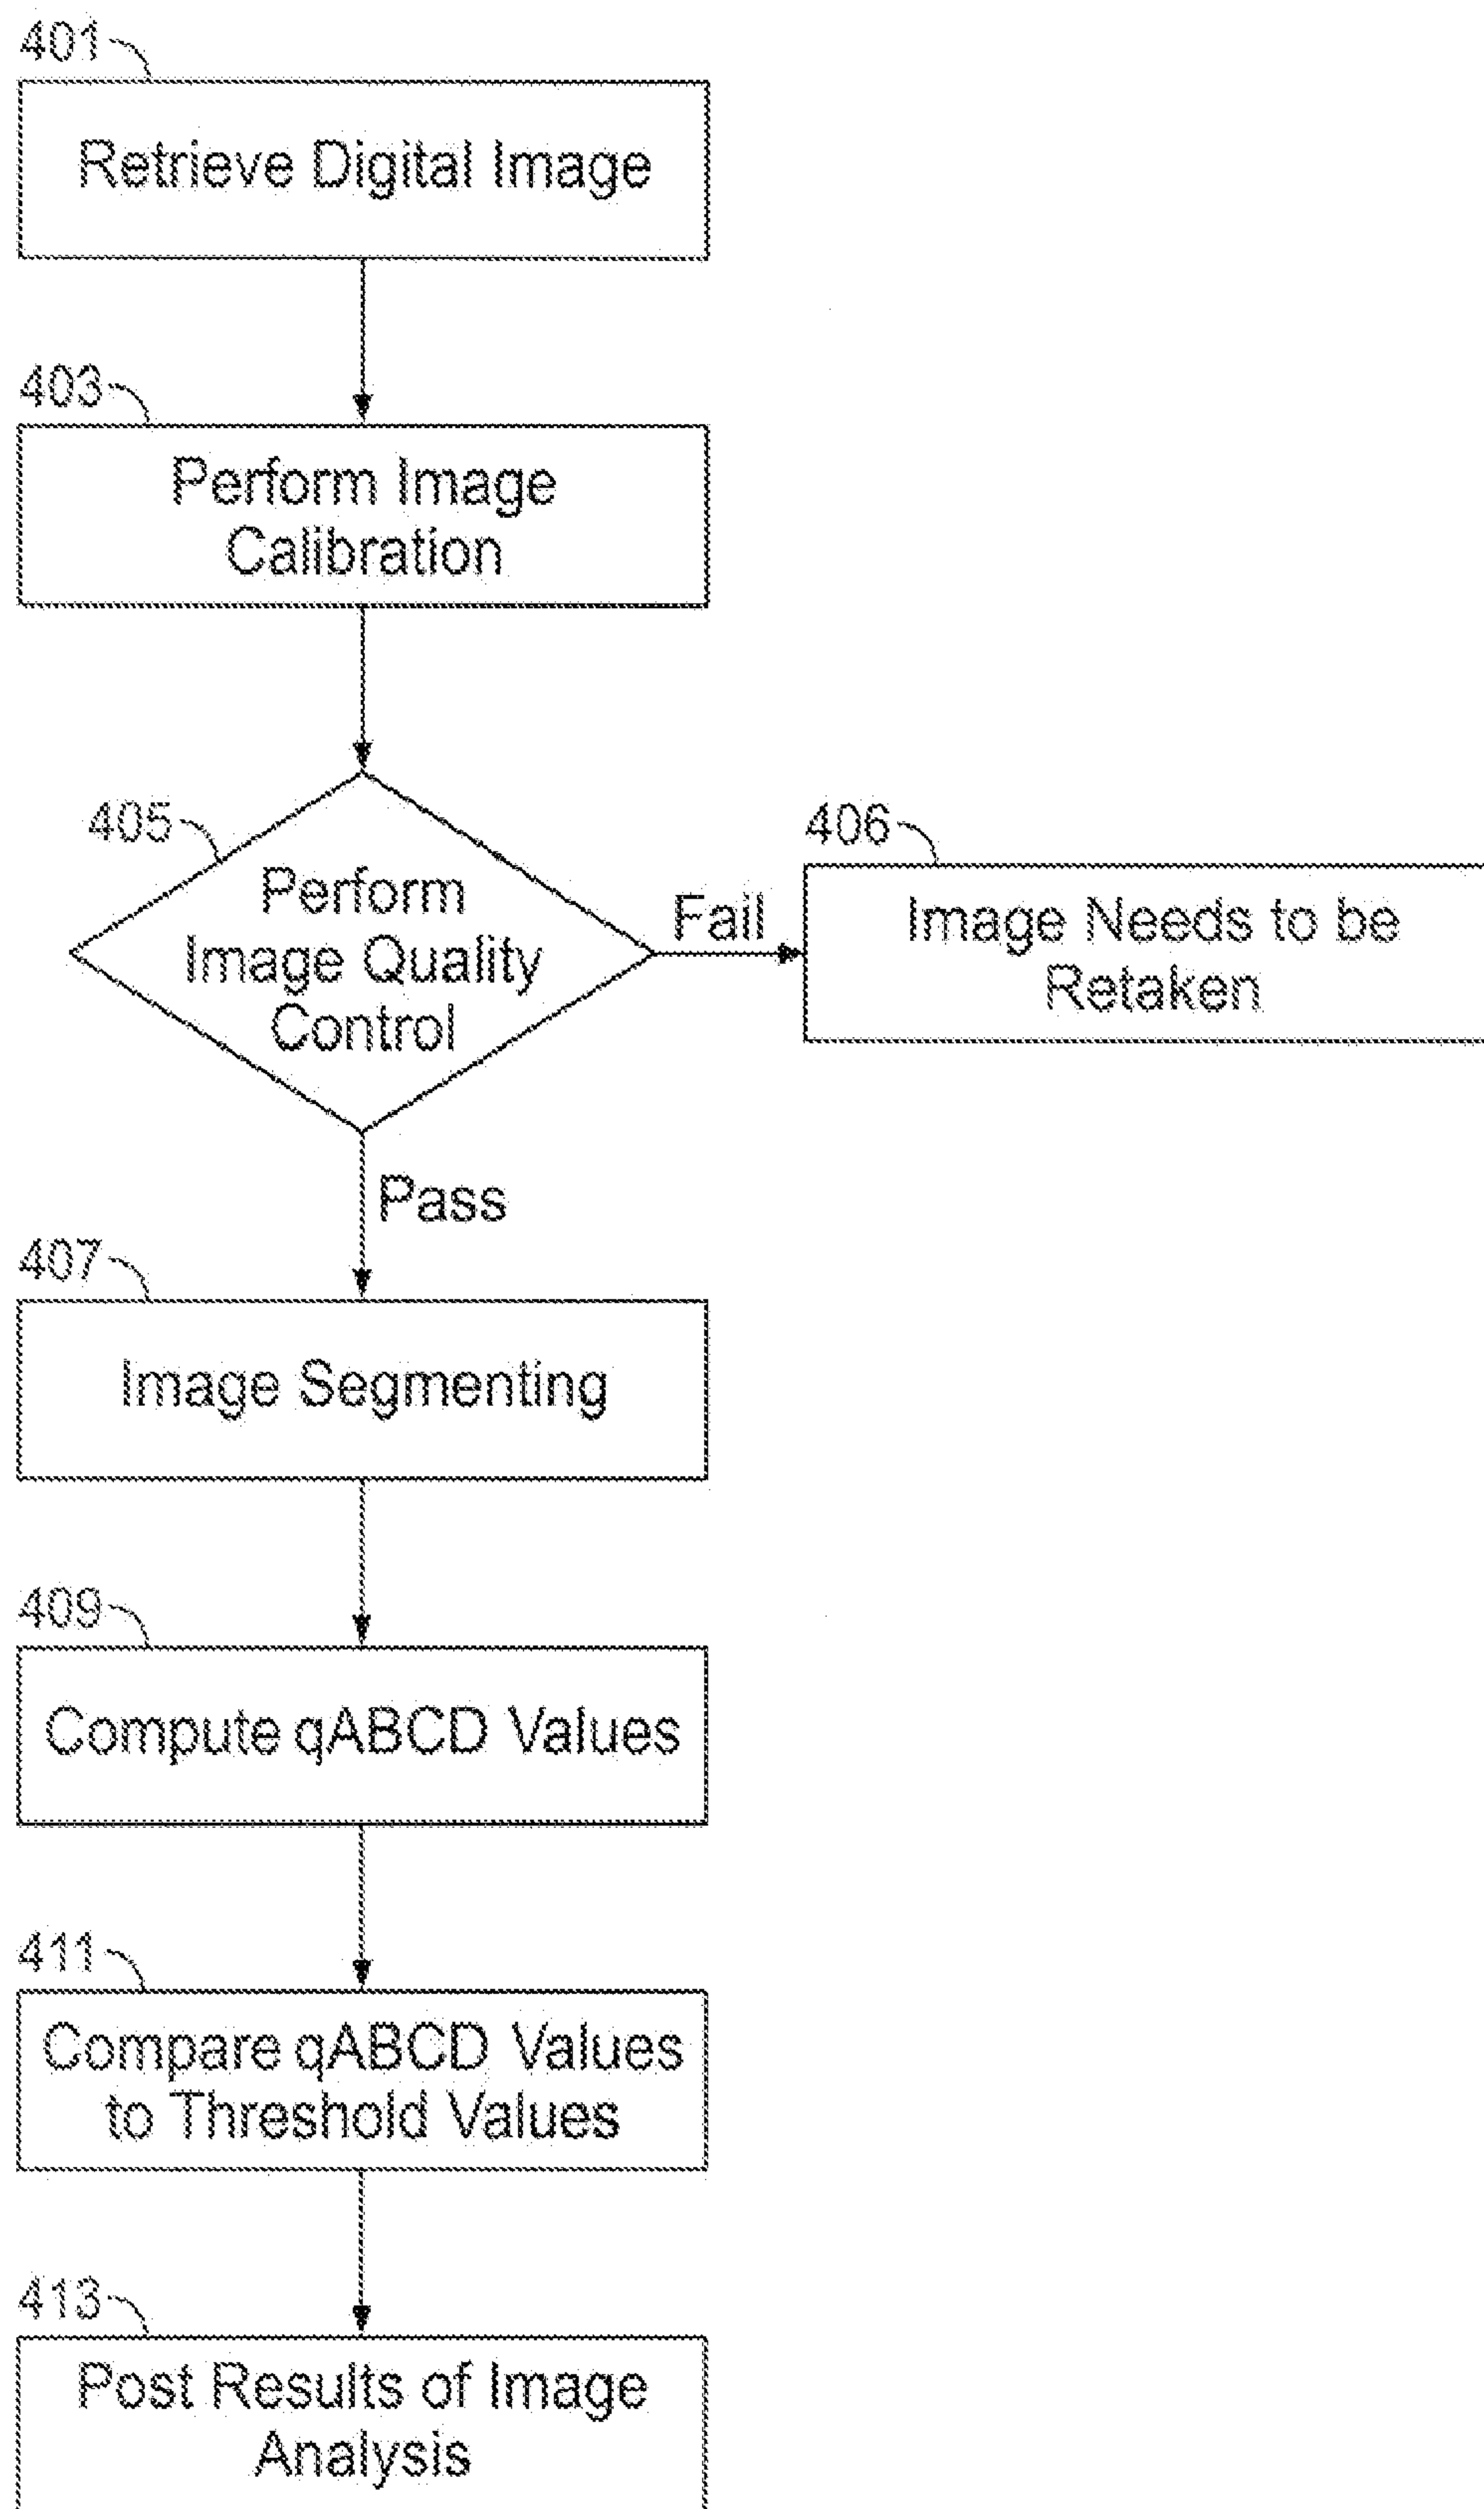 401
Retrieve Digital Image
403
Perform Image
Calibration
405
Perform
Image Quality
Control
Fail
406
Image Needs to be
Retaken
Pass
407
Image Segmenting
409
Compute qABCD Values
411
Compare qABCD Values
to Threshold Values
413
Post Results of Image
Analysis